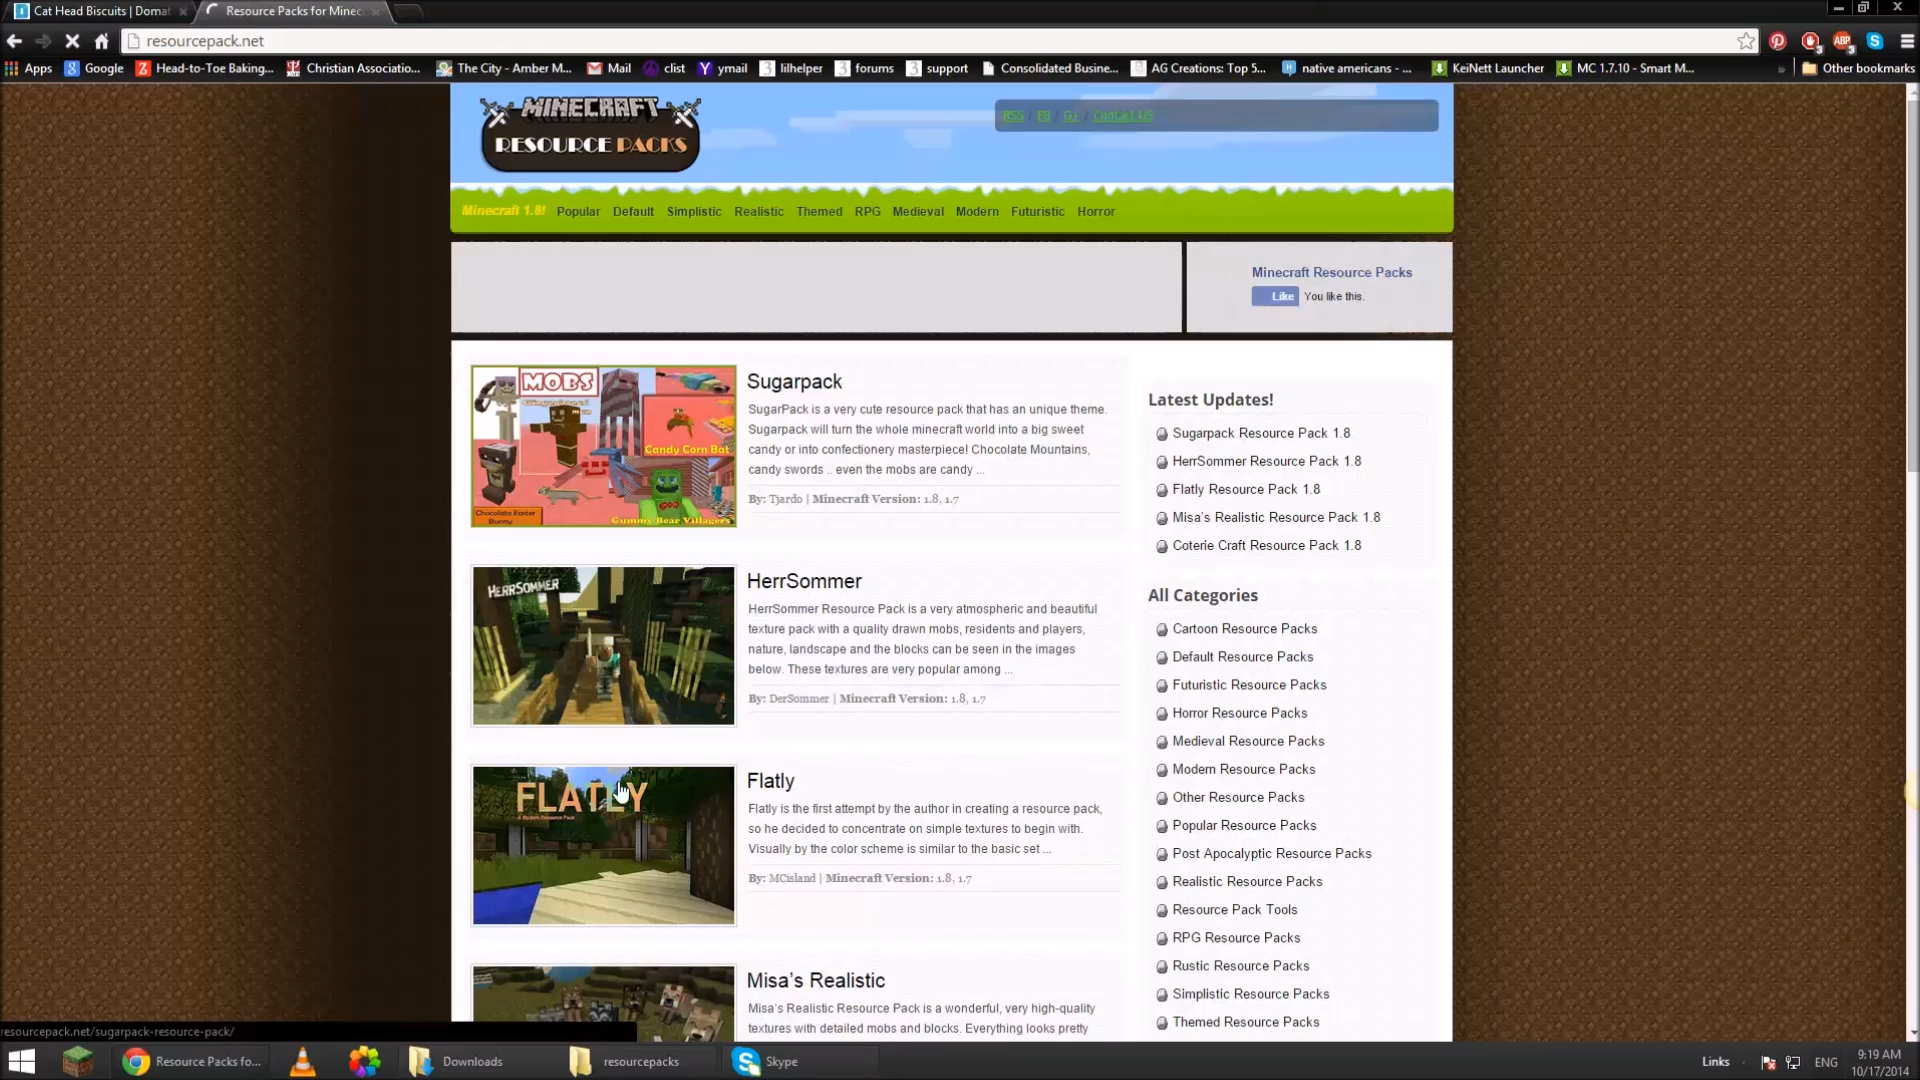 Cat Head Biscuits | Domat
Resource Packs for Minec
resourcepack.net
Apps
Google
Head-to-Toe Baking...
Christian Associatio...
The City - Amber M...
Mail
clist
ymail
lilhelper
forums
support
Consolidated Busine...
AG Creations: Top 5...
native americans - ...
KeiNett Launcher
MC 1.7.10 - Smart M...
Other bookmarks
MINECRAFT
RESOURCE PACKS
RSS / FB / G+ / Contact US
Minecraft 1.8! Popular Default Simplistic Realistic Themed RPG Medieval Modern Futuristic Horror
Minecraft Resource Packs
Like You like this.
MOBS
Candy Corn Bat
Chocolate Easter
Bunny
Gummy Bear Villagers
Sugarpack
SugarPack is a very cute resource pack that has an unique theme.
Sugarpack will turn the whole minecraft world into a big sweet
candy or into confectionery masterpiece! Chocolate Mountains,
candy swords .. even the mobs are candy ...
By: Tjardo | Minecraft Version: 1.8, 1.7
HERRSOMMER
HerrSommer
HerrSommer Resource Pack is a very atmospheric and beautiful
texture pack with a quality drawn mobs, residents and players,
nature, landscape and the blocks can be seen in the images
below. These textures are very popular among ...
By: DerSommer | Minecraft Version: 1.8, 1.7
FLATLY
A Modern Resource Pack
Flatly
Flatly is the first attempt by the author in creating a resource pack,
so he decided to concentrate on simple textures to begin with.
Visually by the color scheme is similar to the basic set ...
By: MCisland | Minecraft Version: 1.8, 1.7
Misa's Realistic
Misa's Realistic Resource Pack is a wonderful, very high-quality
textures with detailed mobs and blocks. Everything looks pretty
Latest Updates!
Sugarpack Resource Pack 1.8
HerrSommer Resource Pack 1.8
Flatly Resource Pack 1.8
Misa's Realistic Resource Pack 1.8
Coterie Craft Resource Pack 1.8
All Categories
Cartoon Resource Packs
Default Resource Packs
Futuristic Resource Packs
Horror Resource Packs
Medieval Resource Packs
Modern Resource Packs
Other Resource Packs
Popular Resource Packs
Post Apocalyptic Resource Packs
Realistic Resource Packs
Resource Pack Tools
RPG Resource Packs
Rustic Resource Packs
Simplistic Resource Packs
Themed Resource Packs
resourcepack.net/sugarpack-resource-pack/
Resource Packs fo...
Downloads
resourcepacks
Skype
Links
ENG
9:19 AM
10/17/2014